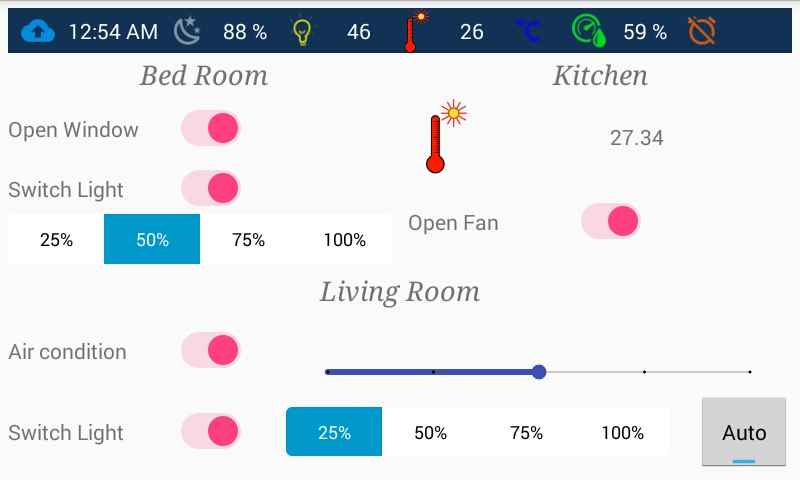 12:54 AM 88 % 46 26 °C 59 %
Bed Room
Kitchen
Open Window
27.34
Switch Light
25% 50% 75% 100%
Open Fan
Living Room
Air condition
Switch Light
25% 50% 75% 100%
Auto